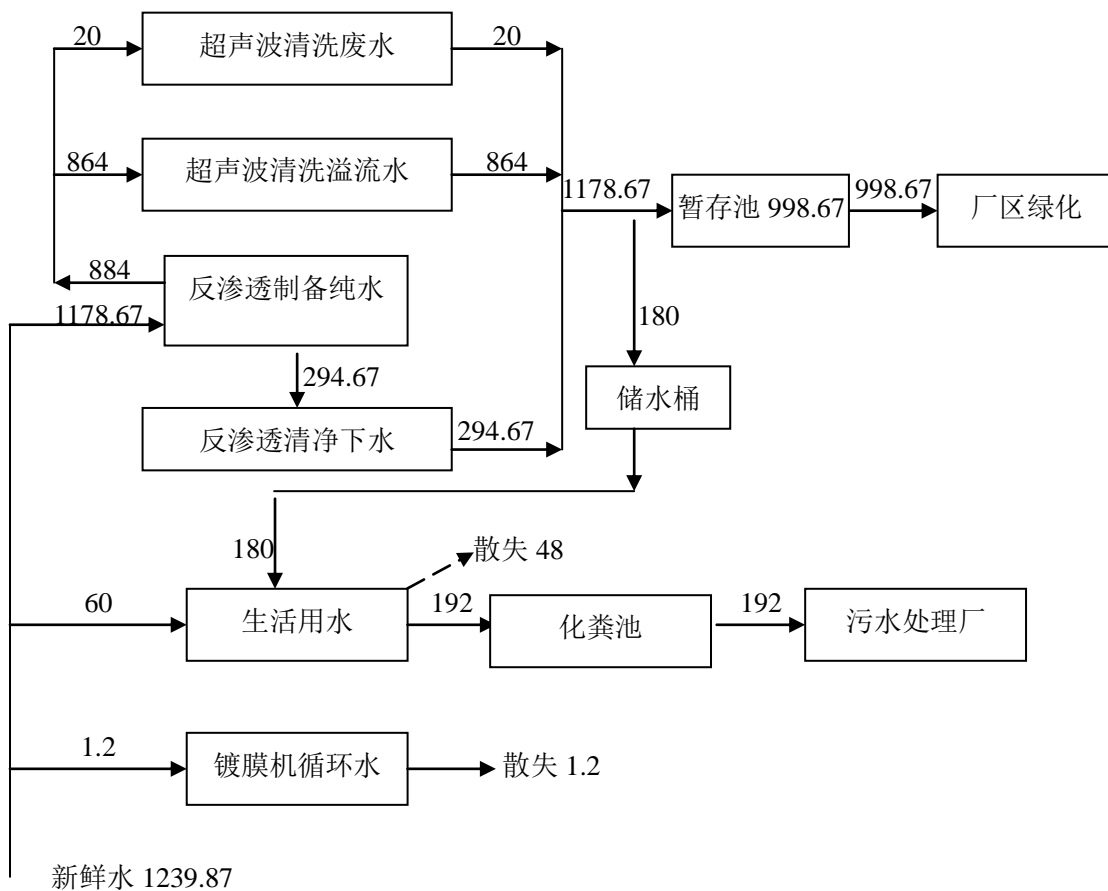 20
超声波清洗废水
20
864
超声波清洗溢流水
864
1178.67
暂存池 998.67
998.67
厂区绿化
884
反渗透制备纯水
1178.67
180
294.67
储水桶
反渗透清净下水
294.67
180
散失 48
60
生活用水
192
化粪池
192
污水处理厂
1.2
镀膜机循环水
散失 1.2
新鲜水 1239.87